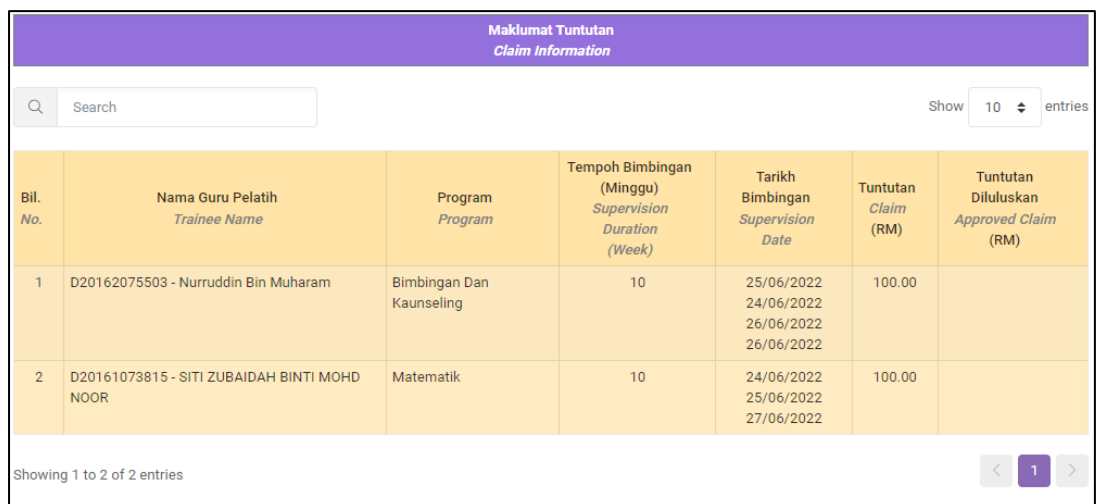 Maklumat Tuntutan
Claim Information
Search
Show 10 entries
Bil.
No.
Nama Guru Pelatih
Trainee Name
Program
Program
Tempoh Bimbingan
(Minggu)
Supervision
Duration
(Week)
Tarikh
Bimbingan
Supervision
Date
Tuntutan
Claim
(RM)
Tuntutan
Diluluskan
Approved Claim
(RM)
1
D20162075503 - Nurruddin Bin Muharam
Bimbingan Dan
Kaunseling
10
25/06/2022
24/06/2022
26/06/2022
26/06/2022
100.00
2
D20161073815 - SITI ZUBAIDAH BINTI MOHD
NOOR
Matematik
10
24/06/2022
25/06/2022
27/06/2022
100.00
Showing 1 to 2 of 2 entries
< 1 >